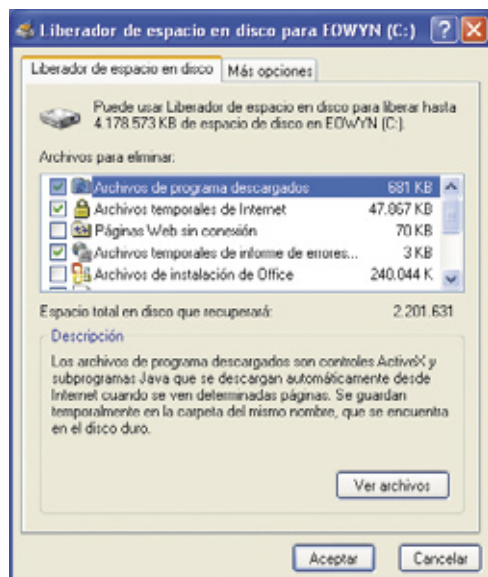 Liberador de espacio en disco para EOWYN (C:)
Liberador de espacio en disco Más opciones
Puede usar Liberador de espacio en disco para liberar hasta
4.178.573 KB de espacio de disco en EOWYN (C:).
Archivos para eliminar:
Archivos de programa descargados 681 KB
Archivos temporales de Internet 47.867 KB
Páginas Web sin conexión 70 KB
Archivos temporales de informe de errores... 3 KB
Archivos de instalación de Office 240.044 K
Espacio total en disco que recuperará: 2.201.631
Descripción
Los archivos de programa descargados son controles ActiveX y
subprogramas Java que se descargan automáticamente desde
Internet cuando se ven determinadas páginas. Se guardan
temporalmente en la carpeta del mismo nombre, que se encuentra
en el disco duro.
Ver archivos
Aceptar Cancelar